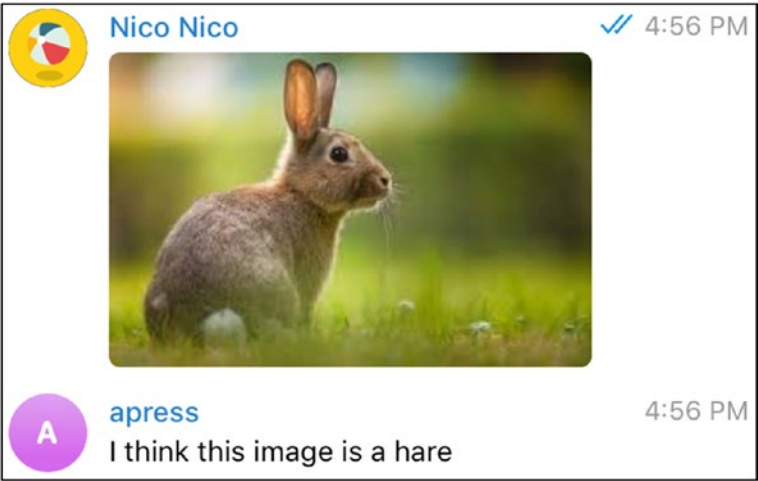 Nico Nico
4:56 PM
apress
4:56 PM
A
I think this image is a hare